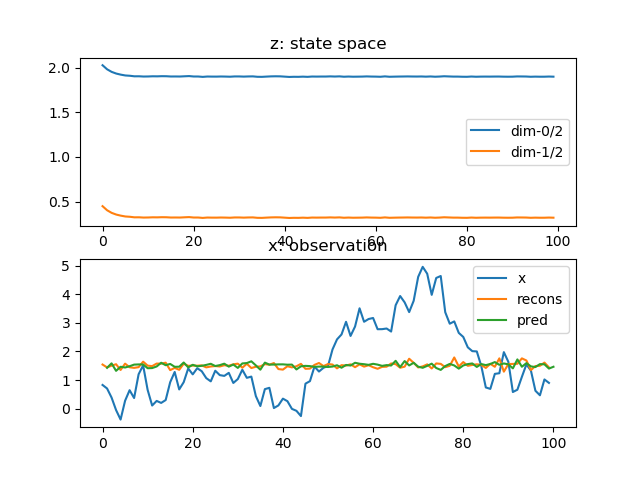 z: state space
2.0
1.5
1.0
0.5
dim-0/2
dim-1/2
0 20 40 60 80 100
x: observation
5
4
3
2
1
0
x
recons
pred
0 20 40 60 80 100